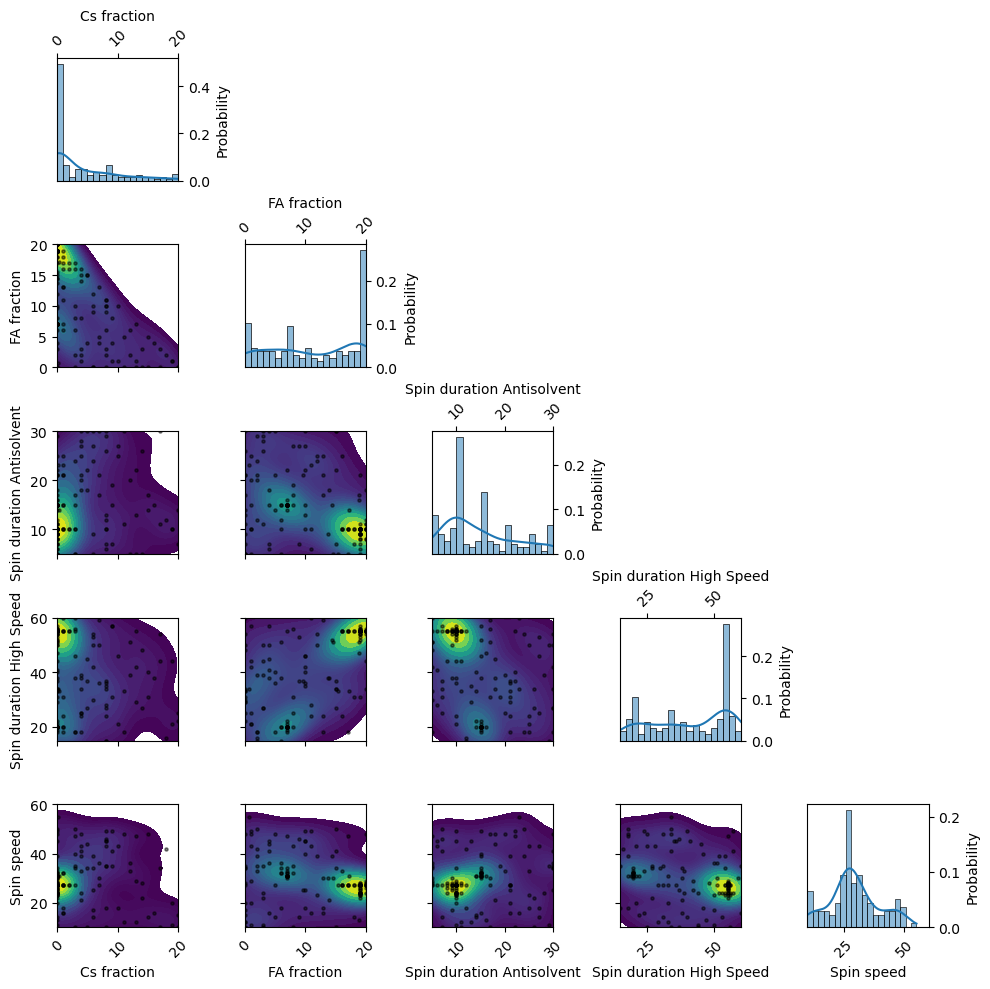 Cs fraction
0 10 20
Probability
0.4
0.2
0.0
FA fraction
0 10 20
FA fraction
20
15
10
5
0
Probability
0.2
0.1
0.0
Spin duration Antisolvent
10 20 30
Spin duration Antisolvent
30
20
10
Probability
0.2
0.1
0.0
Spin duration High Speed
25 50
Spin duration High Speed
60
40
20
Probability
0.2
0.1
0.0
Spin speed
60
40
20
Probability
0.2
0.1
0.0
0 10 20 0 10 20 10 20 30 25 50 25 50
Cs fraction FA fraction Spin duration Antisolvent Spin duration High Speed Spin speed